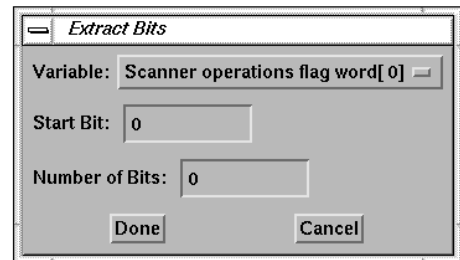 Extract Bits
Variable: Scanner operations flag word[ 0]
Start Bit: 0
Number of Bits: 0
Done Cancel